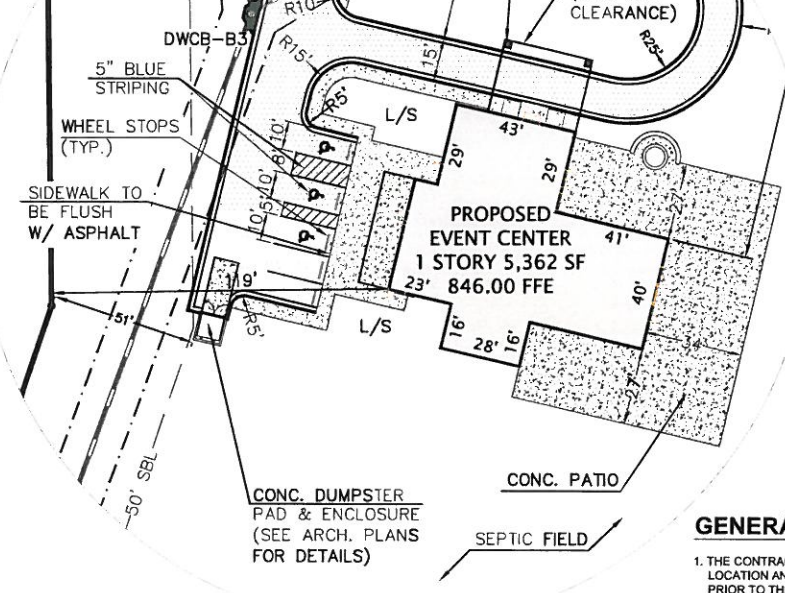 CLEARANCE)
R10'
DWCB-B3
R15'
15'
R25'
5" BLUE
STRIPING
R5'
L/S
43'
WHEEL STOPS
(TYP.)
10'
8'
29'
29'
27'
SIDEWALK TO
BE FLUSH
W/ ASPHALT
10'
5'
10'
PROPOSED
EVENT CENTER
1 STORY 5,362 SF
846.00 FFE
41'
40'
119'
23'
51'
R5'
L/S
16'
28'
16'
34'
27'
50' SBL
CONC. DUMPSTER
PAD & ENCLOSURE
(SEE ARCH. PLANS
FOR DETAILS)
CONC. PATIO
SEPTIC FIELD
GENERA
1. THE CONTRA
LOCATION AN
PRIOR TO TH